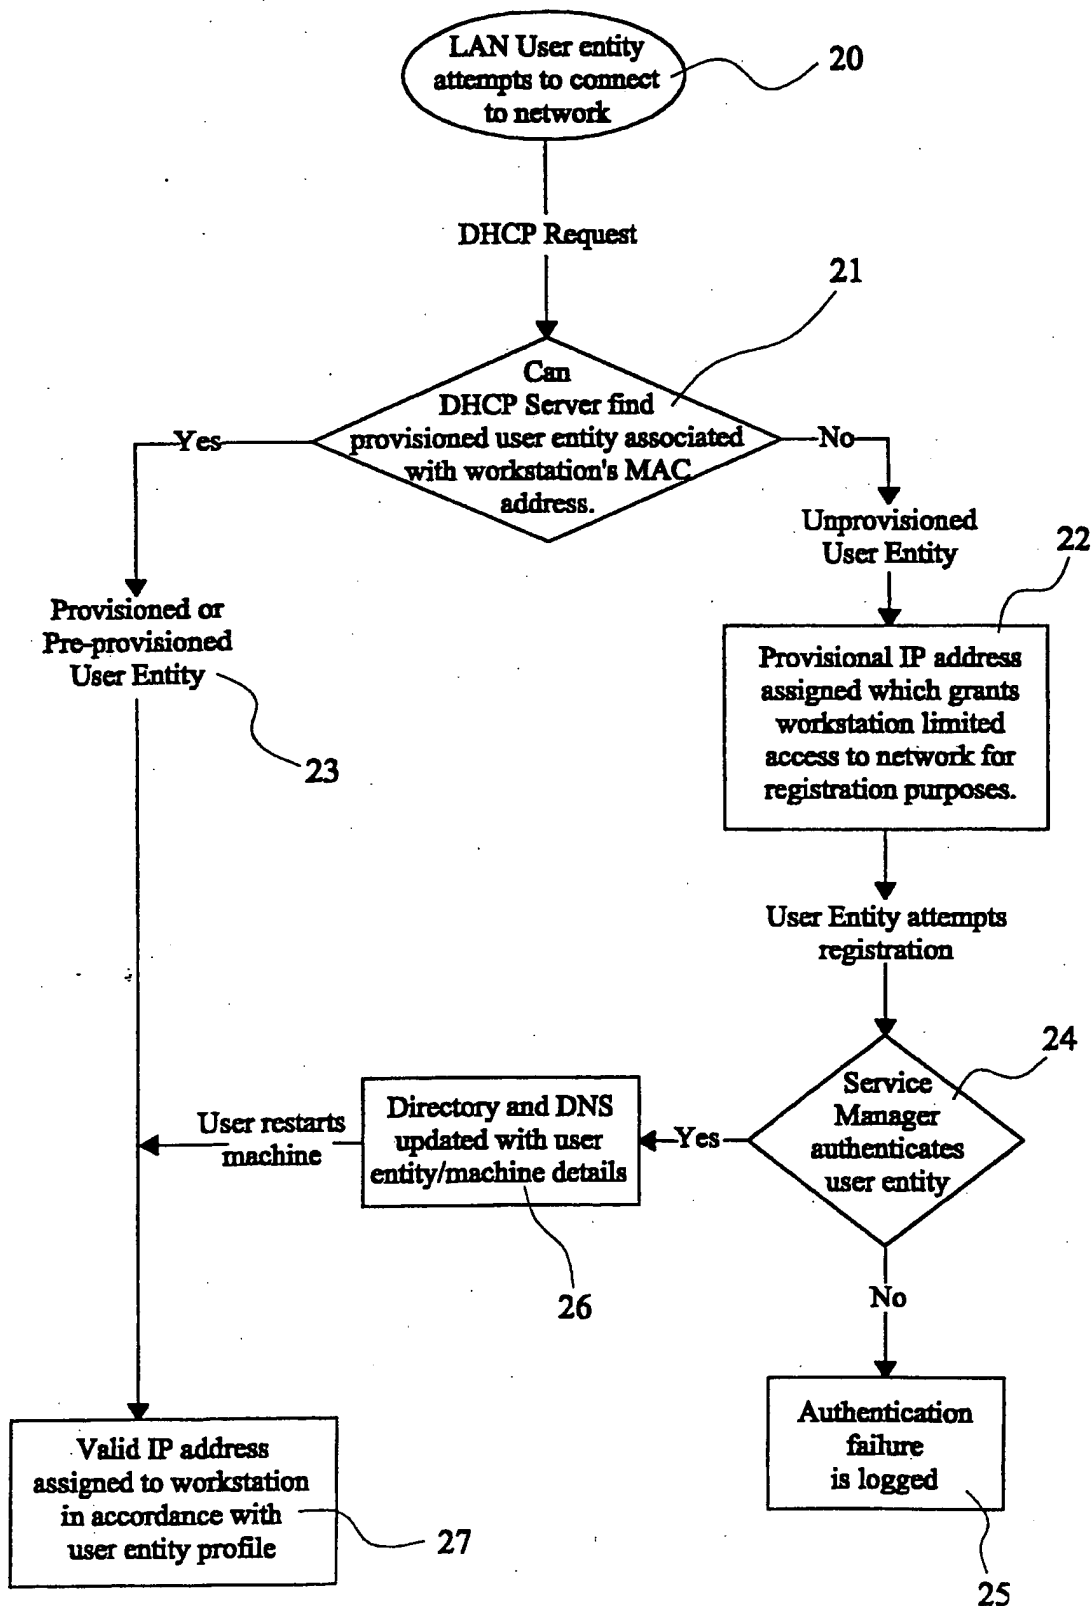 LAN User entity
attempts to connect
to network
20
DHCP Request
21
Can
DHCP Server find
provisioned user entity associated
with workstation's MAC
address.
Yes
No
Unprovisioned
User Entity
22
Provisioned or
Pre-provisioned
User Entity
23
Provisional IP address
assigned which grants
workstation limited
access to network for
registration purposes.
User Entity attempts
registration
24
Service
Manager
authenticates
user entity
Yes
Directory and DNS
updated with user
entity/machine details
26
User restarts
machine
No
Authentication
failure
is logged
25
Valid IP address
assigned to workstation
in accordance with
user entity profile
27